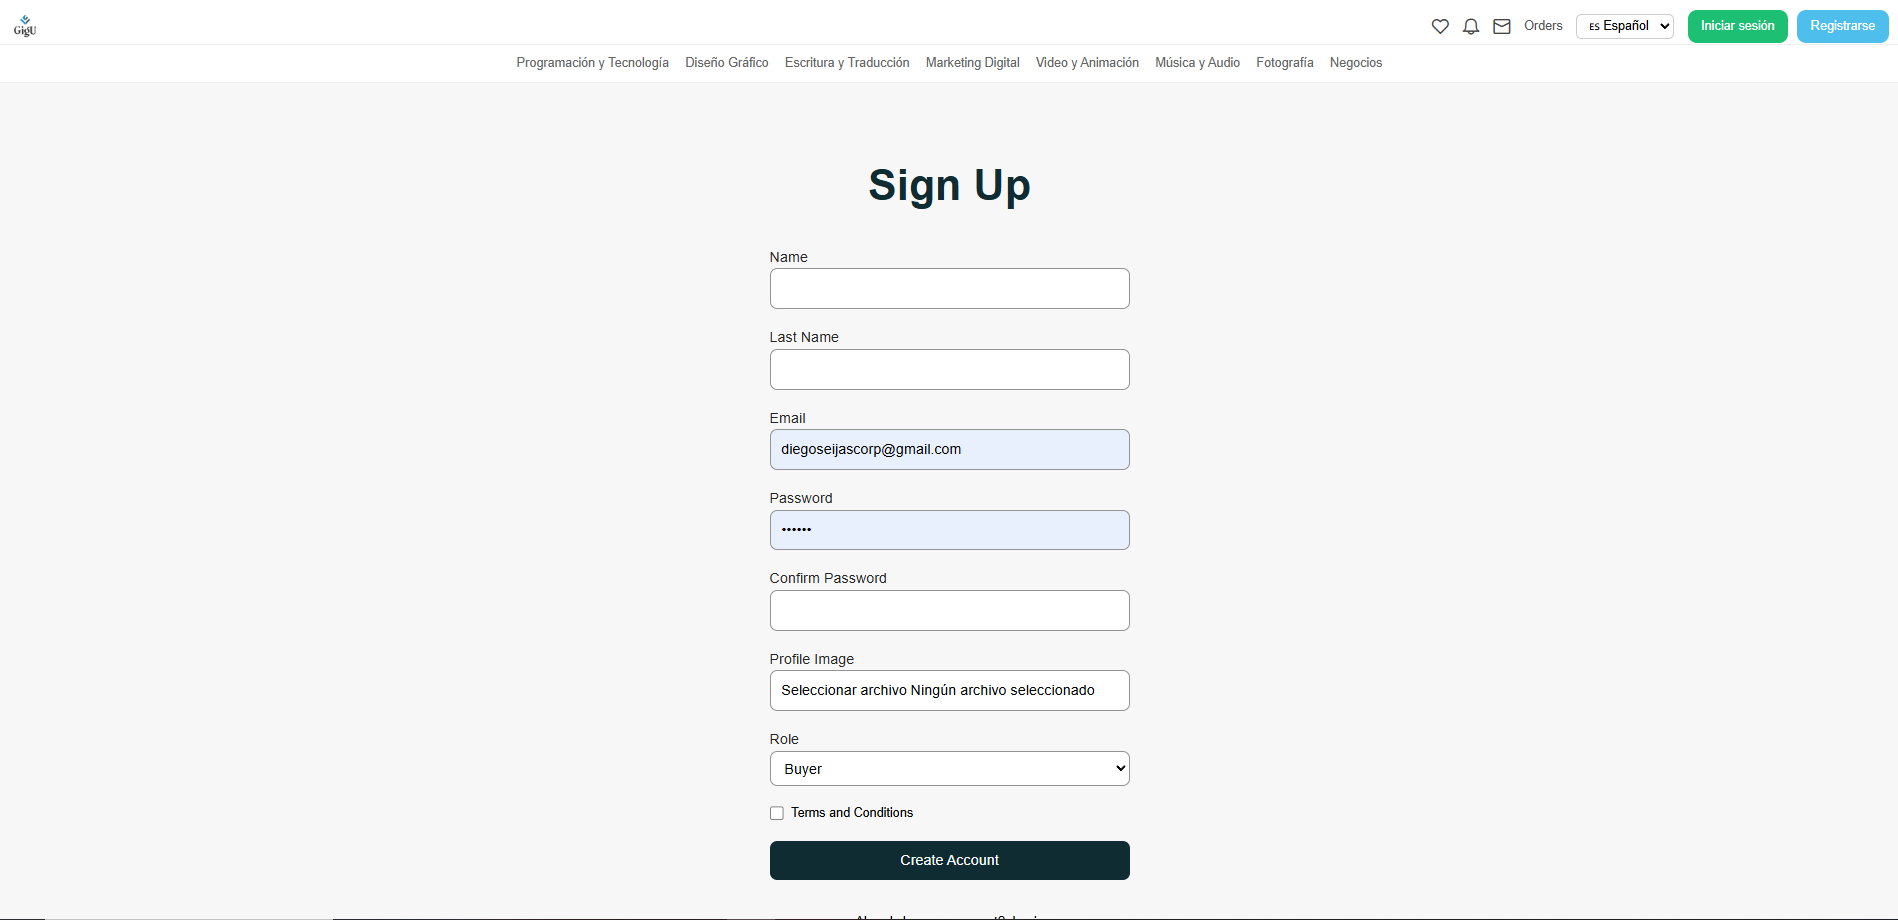 GigU
Orders
ES Español
Iniciar sesión
Registrarse
Programación y Tecnología
Diseño Gráfico
Escritura y Traducción
Marketing Digital
Video y Animación
Música y Audio
Fotografía
Negocios
Sign Up
Name
Last Name
Email
diegoseijascorp@gmail.com
Password
••••••
Confirm Password
Profile Image
Seleccionar archivo Ningún archivo seleccionado
Role
Buyer
Terms and Conditions
Create Account